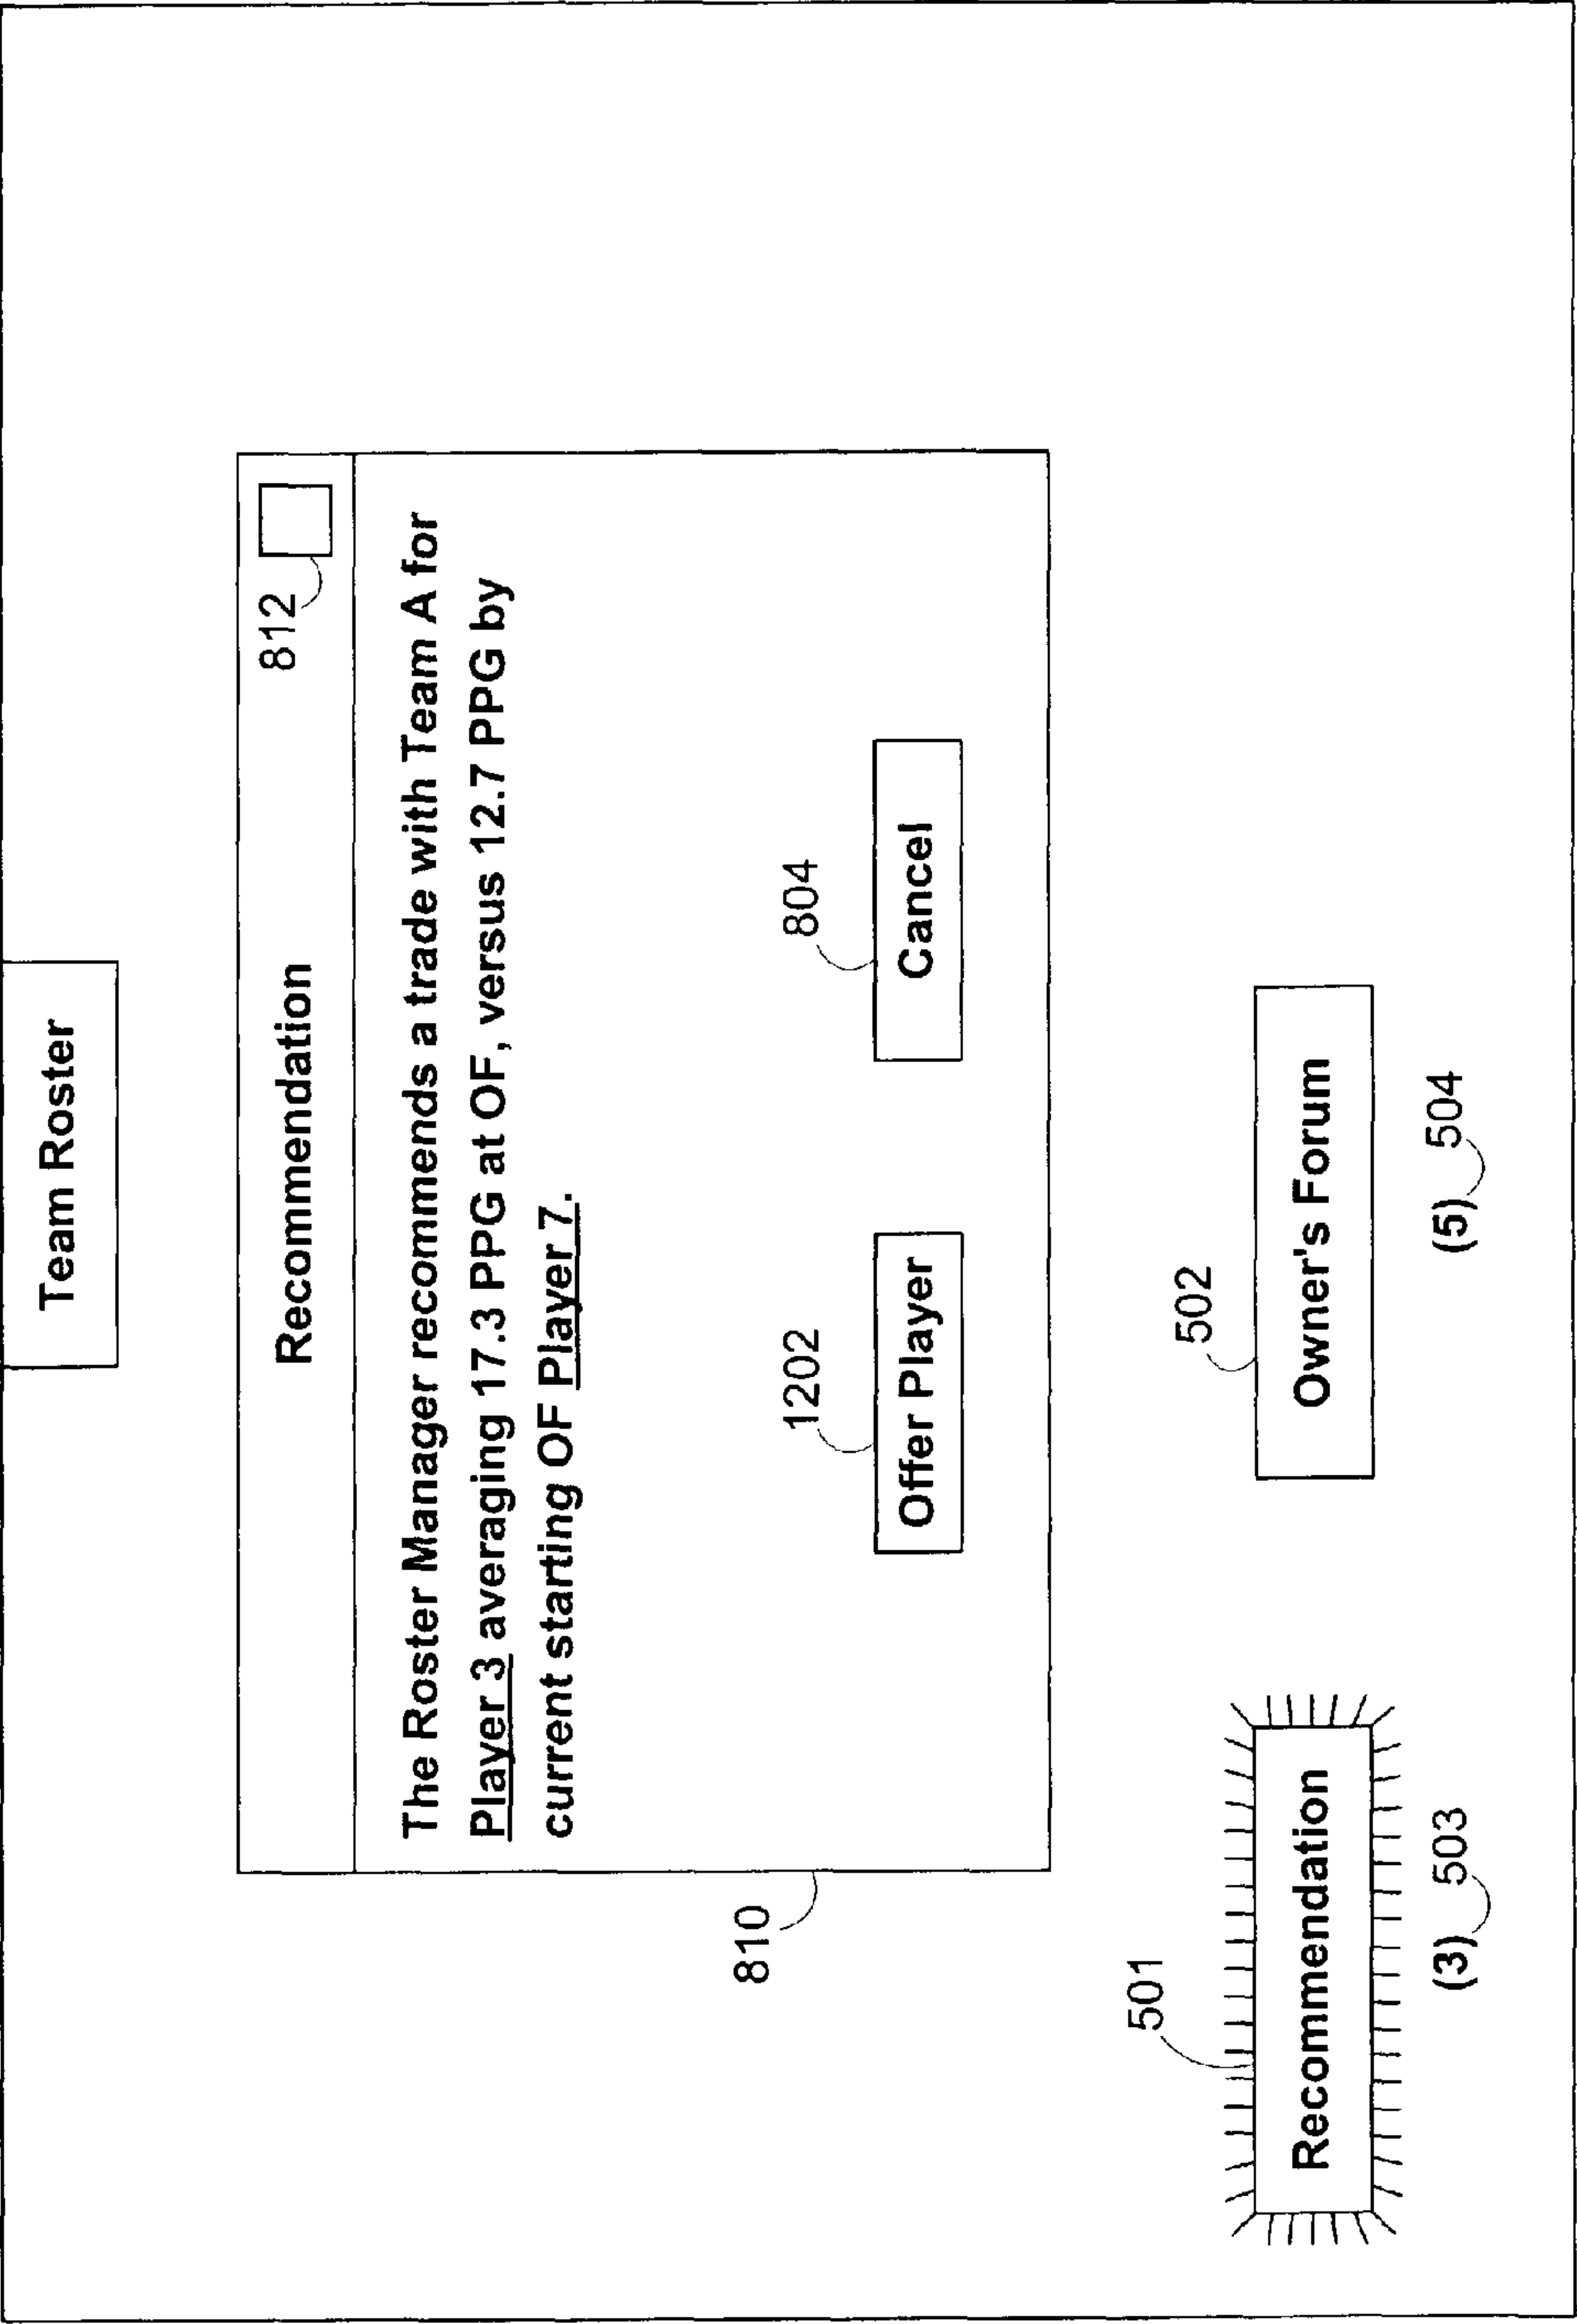 Team Roster
Recommendation
812
The Roster Manager recommends a trade with Team A for
Player 3 averaging 17.3 PPG at OF, versus 12.7 PPG by
current starting OF Player 7.
810
1202
804
Offer Player
Cancel
501
502
Recommendation
Owner's Forum
(3) 503
(5) 504